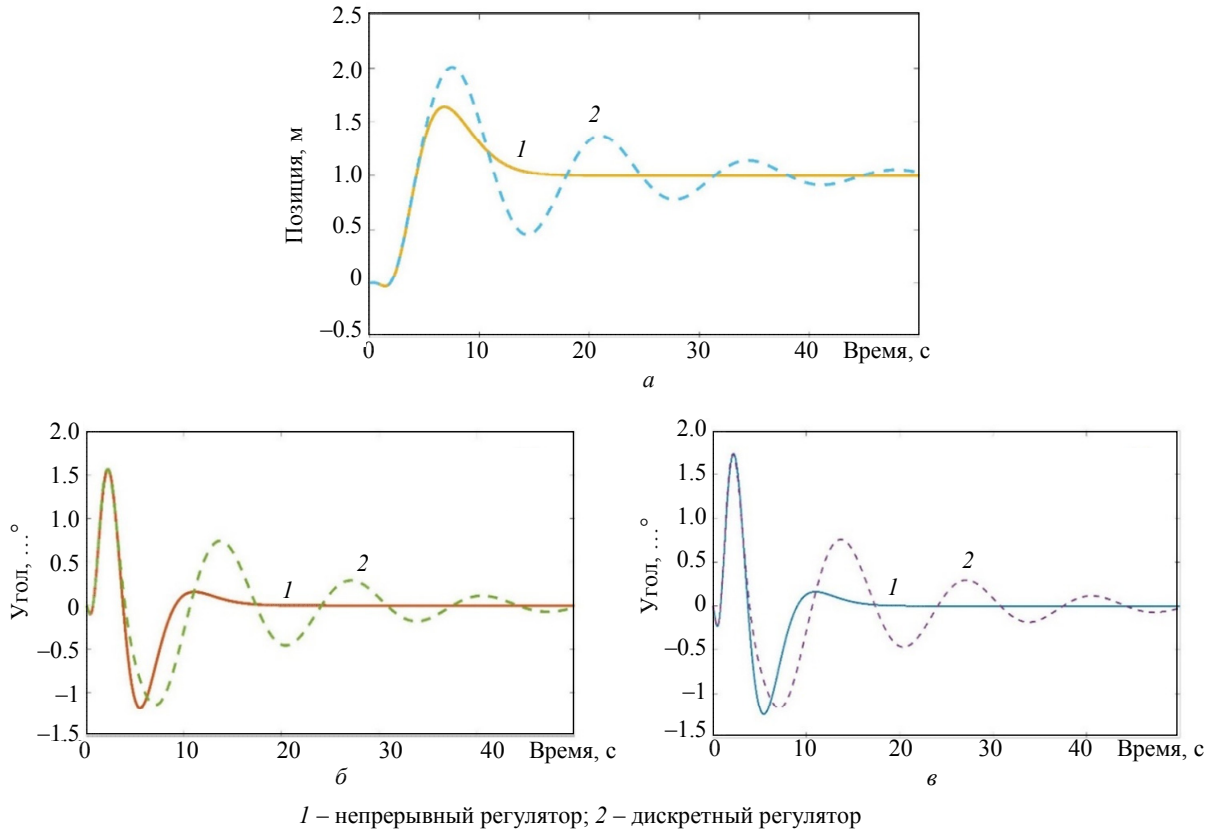 2.5
2.0
1.5
1.0
0.5
0
–0.5
Позиция, м
1
2
0 10 20 30 40 Время, с
а
2.0
1.5
1.0
0.5
0
–0.5
–1
–1.5
Угол, ...°
1
2
0 10 20 30 40 Время, с
б
2.0
1.5
1.0
0.5
0
–0.5
–1
–1.5
Угол, ...°
1
2
0 10 20 30 40 Время, с
в
1 – непрерывный регулятор; 2 – дискретный регулятор